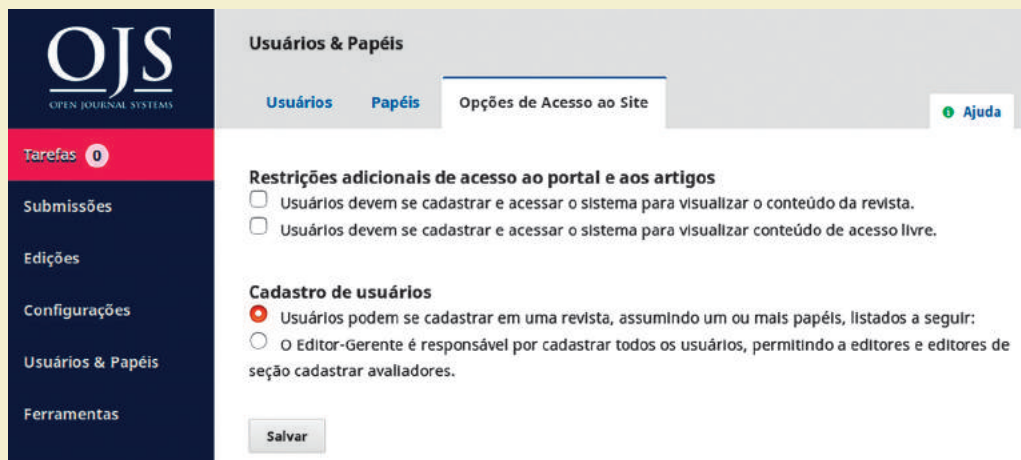 OJS
OPEN JOURNAL SYSTEMS
Tarefas 0
Submissões
Edições
Configurações
Usuários & Papéis
Ferramentas
Usuários & Papéis
Usuários Papéis Opções de Acesso ao Site
Ajuda
Restrições adicionais de acesso ao portal e aos artigos
Usuários devem se cadastrar e acessar o sistema para visualizar o conteúdo da revista.
Usuários devem se cadastrar e acessar o sistema para visualizar conteúdo de acesso livre.
Cadastro de usuários
Usuários podem se cadastrar em uma revista, assumindo um ou mais papéis, listados a seguir:
O Editor-Gerente é responsável por cadastrar todos os usuários, permitindo a editores e editores de
seção cadastrar avaliadores.
Salvar